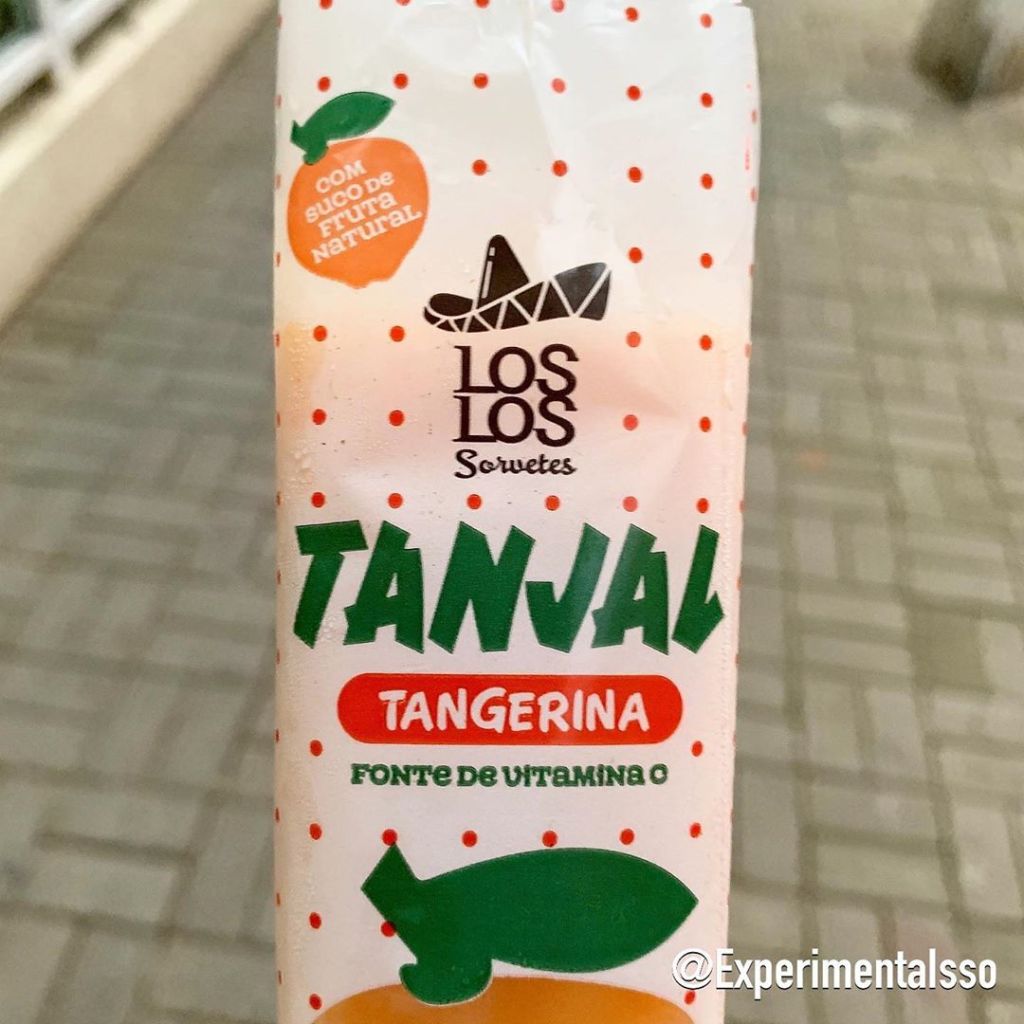 COM
SUCO DE
FRUTA
NATURAL
LOS
LOS
Sorvetes
TANJAL
TANGERINA
FONTE DE VITAMINA C
@Experimentalsso